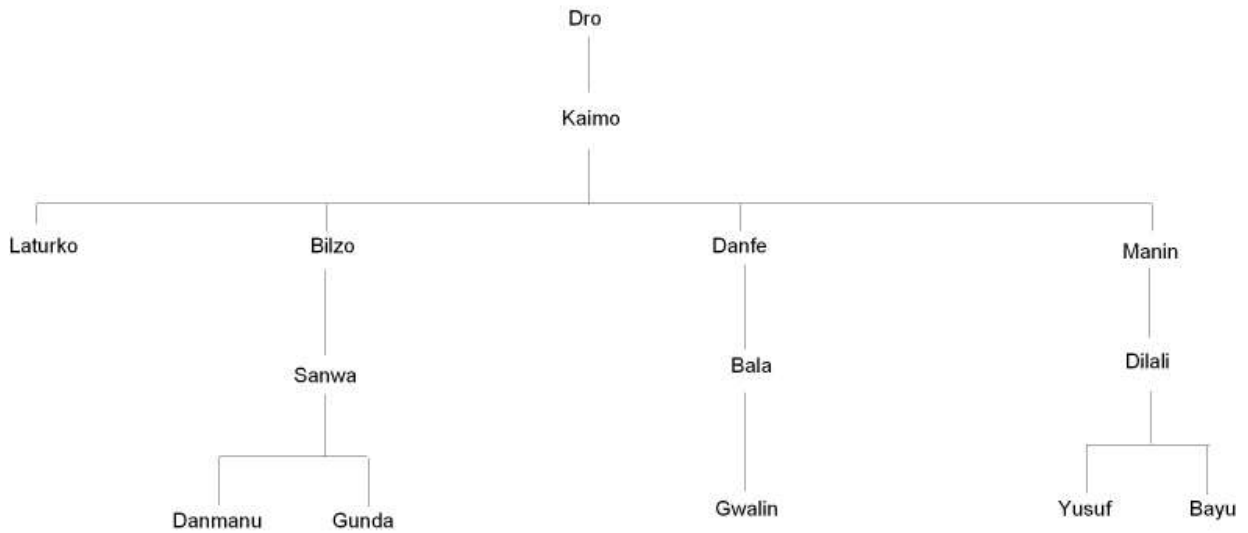 Dro
Kaimo
Laturko Bilzo Danfe Manin
Sanwa Bala Dilali
Danmanu Gunda Gwalin Yusuf Bayu